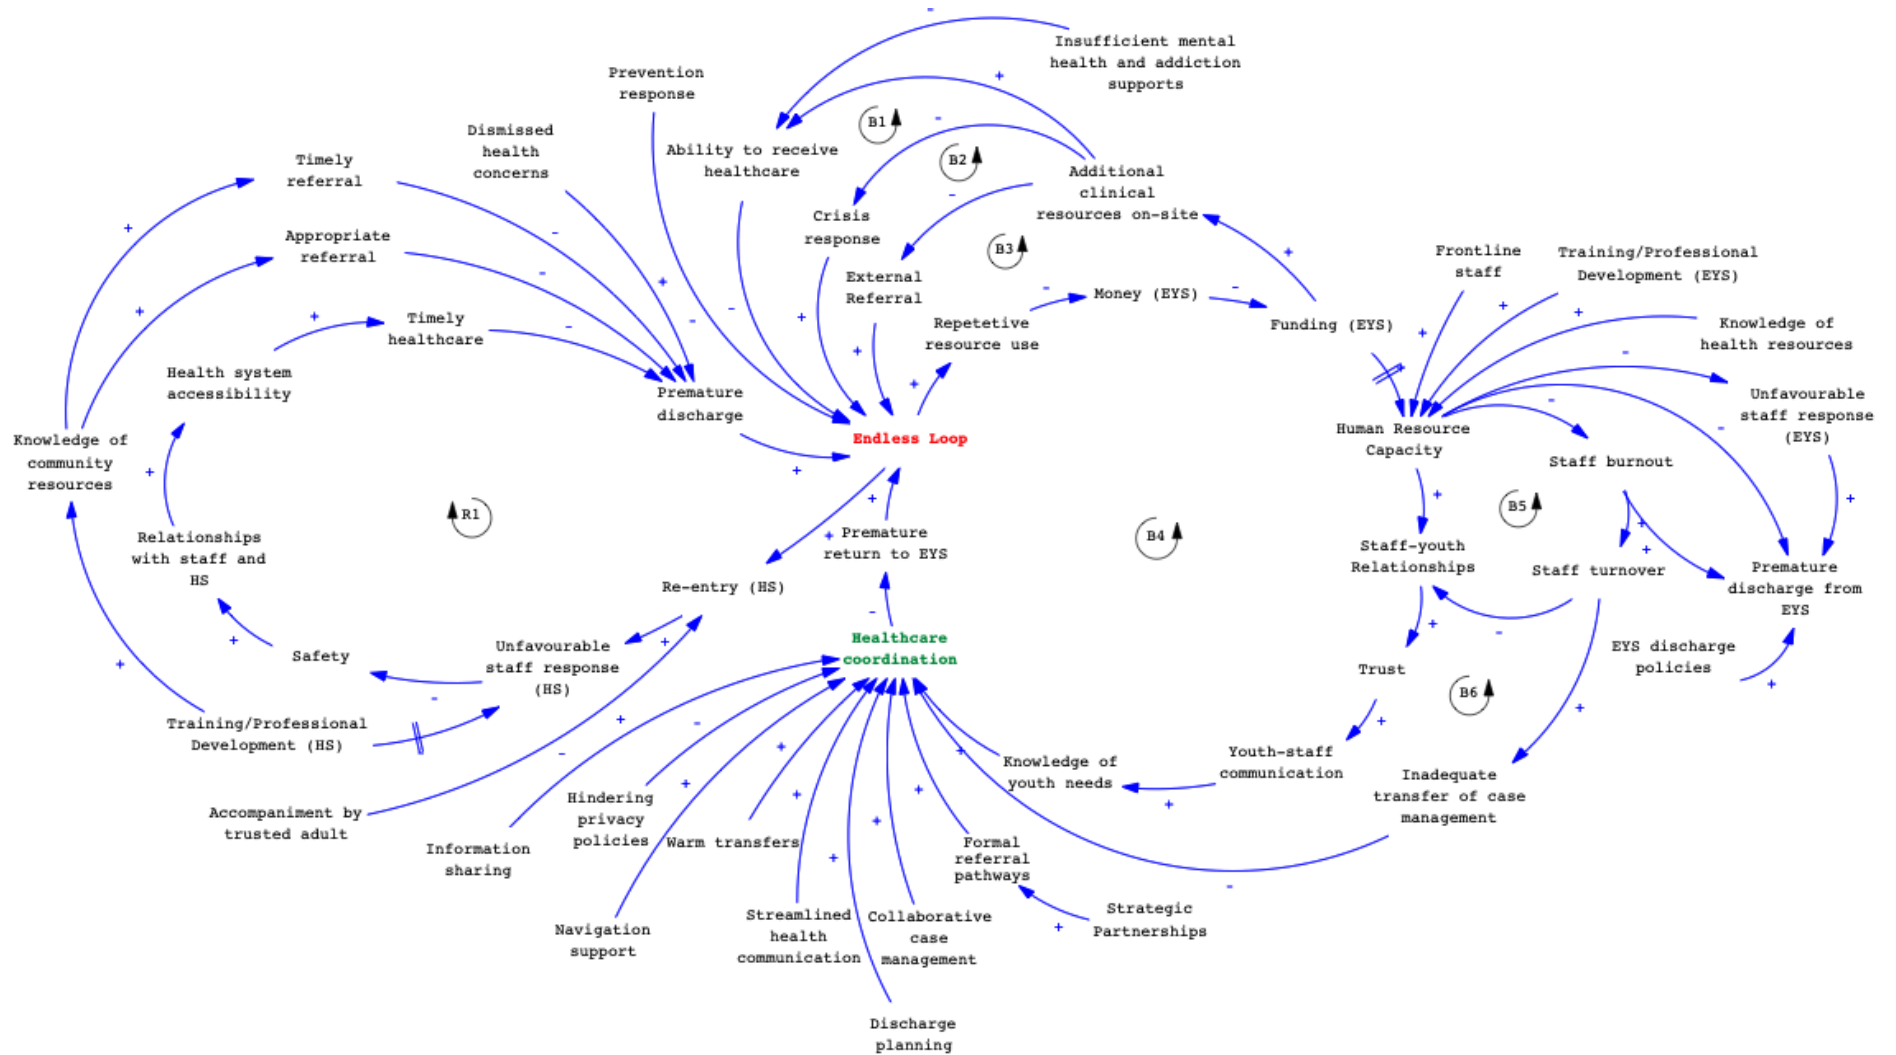 Insufficient mental
health and addiction
supports
Prevention
response
Dismissed
health
concerns
Ability to receive
healthcare
B1
B2
B3
Timely
referral
Additional
clinical
resources on-site
Crisis
response
Appropriate
referral
External
Referral
Money (EYS)
Repetetive
resource use
Funding (EYS)
Frontline
staff
Training/Professional
Development (EYS)
Knowledge of
health resources
Timely
healthcare
Health system
accessibility
Premature
discharge
Endless Loop
Human Resource
Capacity
Unfavourable
staff response
(EYS)
Staff burnout
Knowledge of
community
resources
R1
B4
B5
Relationships
with staff and
HS
Premature
return to EYS
Staff-youth
Relationships
Staff turnover
Premature
discharge from
EYS
Re-entry (HS)
Healthcare
coordination
Unfavourable
staff response
(HS)
Safety
Trust
B6
EYS discharge
policies
Training/Professional
Development (HS)
Knowledge of
youth needs
Youth-staff
communication
Inadequate
transfer of case
management
Accompaniment by
trusted adult
Information
sharing
Hindering
privacy
policies
Warm transfers
Formal
referral
pathways
Navigation
support
Streamlined
health
communication
Collaborative
case
management
Strategic
Partnerships
Discharge
planning